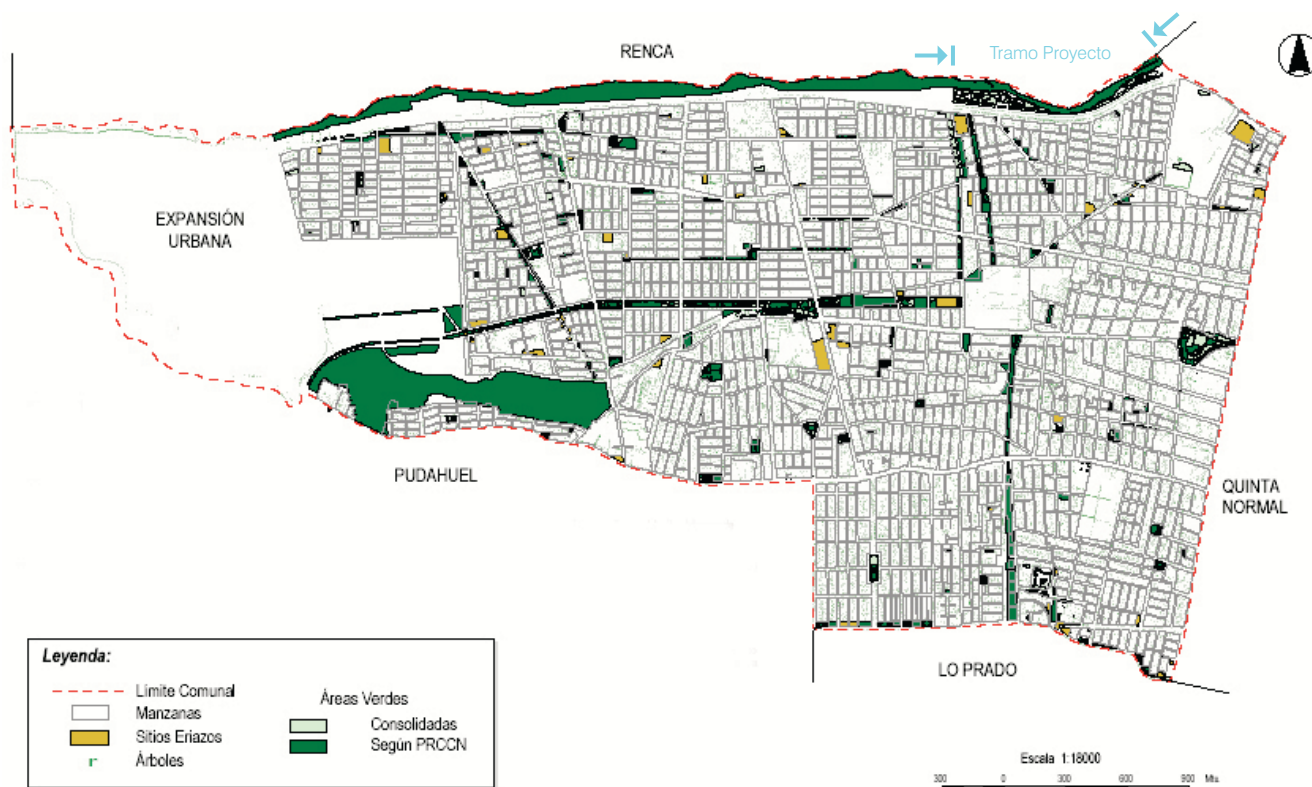 RENCA
Tramo Proyecto
EXPANSIÓN
URBANA
PUDAHUEL
QUINTA
NORMAL
LO PRADO
Leyenda:
Límite Comunal
Manzanas
Sitios Eriazos
r Árboles
Áreas Verdes
Consolidadas
Según PRCCN
Escala 1:18000
300 0 300 600 900 Mts.